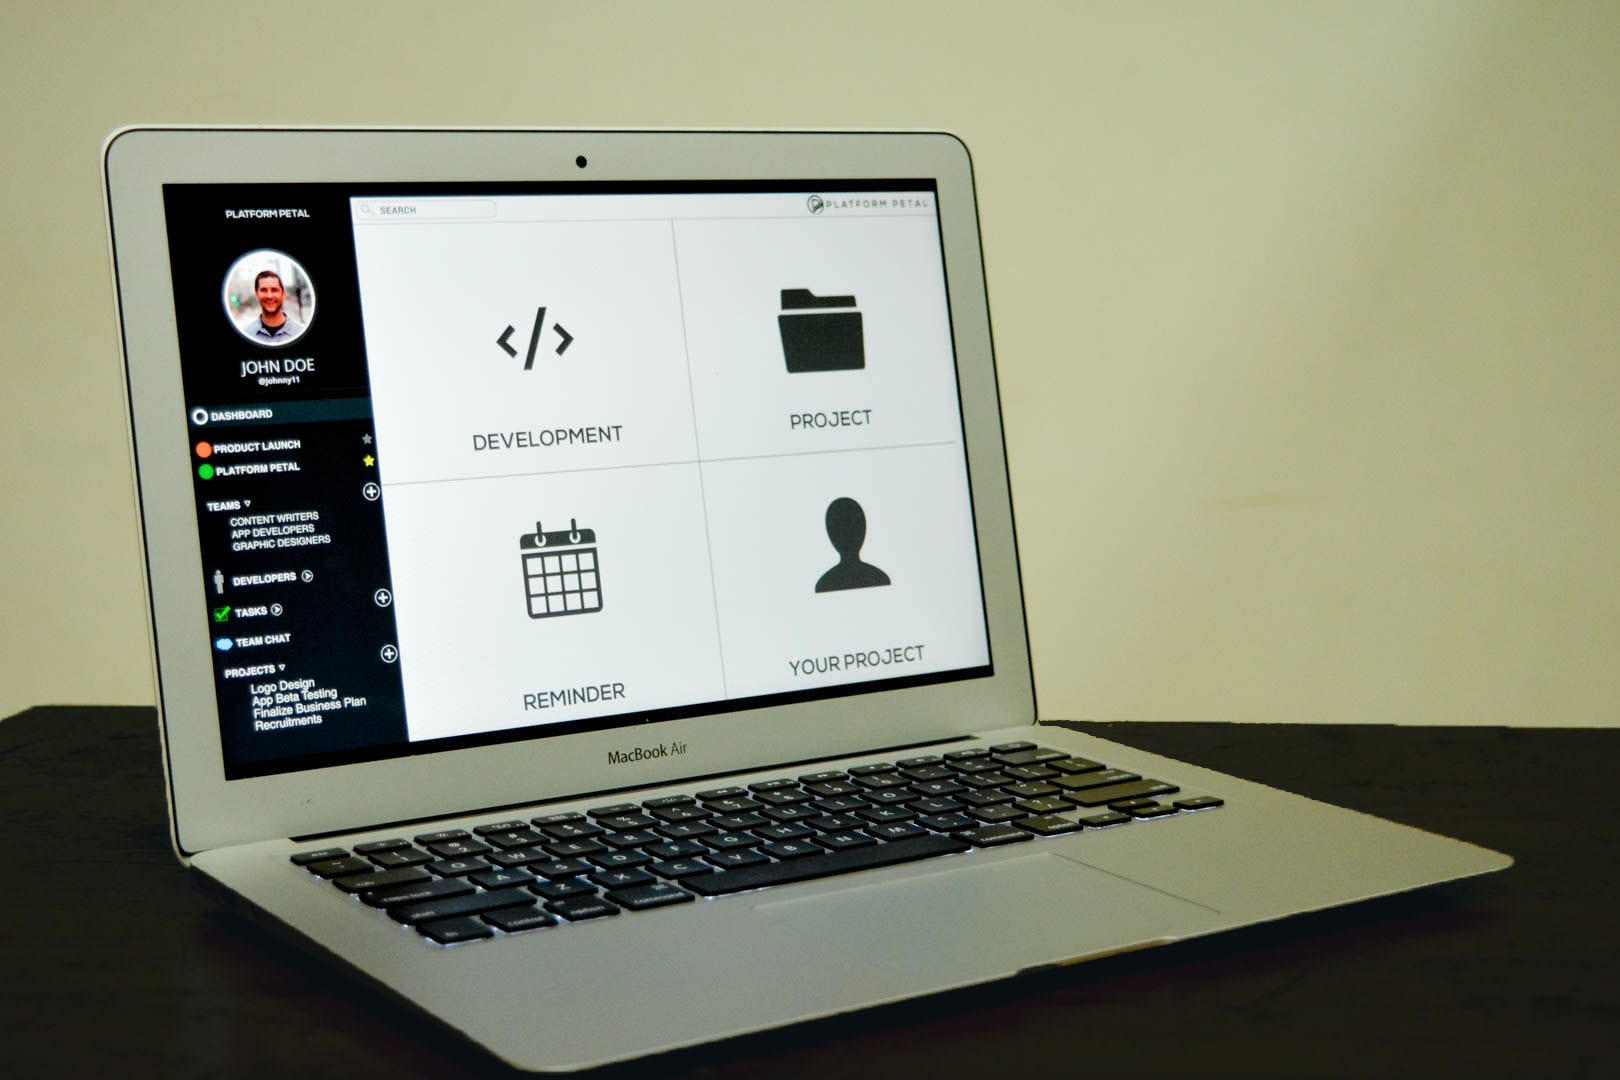 PLATFORM PETAL
JOHN DOE
@johnny11
DASHBOARD
PRODUCT LAUNCH
PLATFORM PETAL
TEAMS
CONTENT WRITERS
APP DEVELOPERS
GRAPHIC DESIGNERS
DEVELOPERS
TASKS
TEAM CHAT
PROJECTS
Logo Design
App Beta Testing
Finalize Business Plan
Recruitments
SEARCH
PLATFORM PETAL
DEVELOPMENT
PROJECT
REMINDER
YOUR PROJECT
MacBook Air